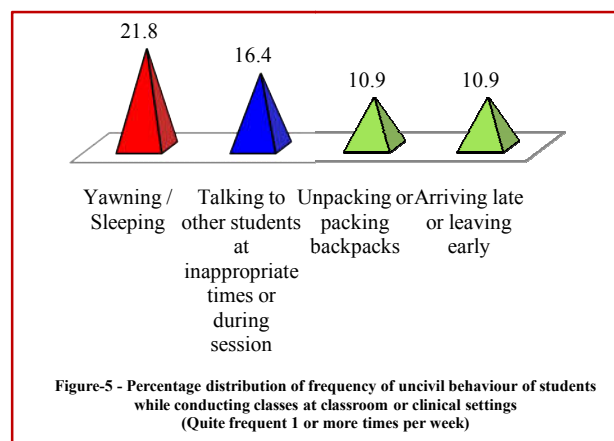 21.8
16.4
10.9
10.9
Yawning /
Sleeping
Talking to
other students
at
inappropriate
times or
during
session
Unpacking or
packing
backpacks
Arriving late
or leaving
early
Figure-5 - Percentage distribution of frequency of uncivil behaviour of students
while conducting classes at classroom or clinical settings
(Quite frequent 1 or more times per week)